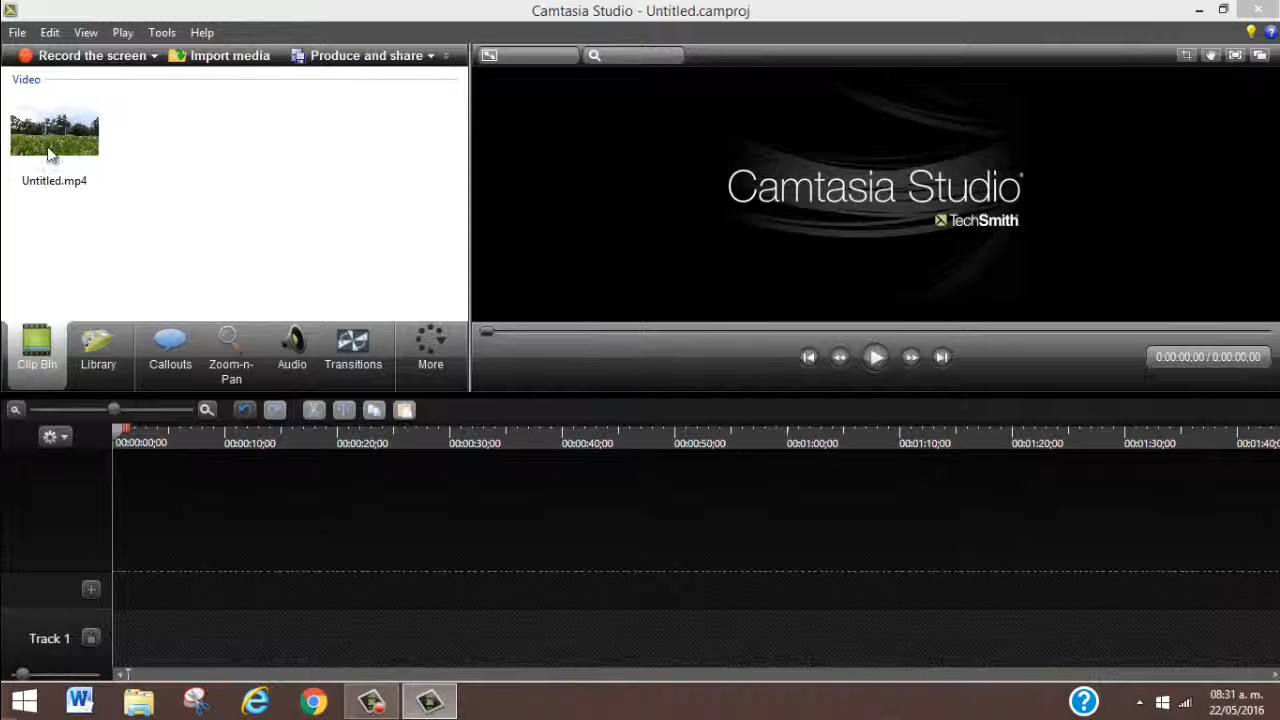 Camtasia Studio - Untitled.camproj
File Edit View Play Tools Help
Record the screen Import media Produce and share
Video
Untitled.mp4
Camtasia Studio®
TechSmith
Clip Bin Library Callouts Zoom-n-Pan Audio Transitions More
0:00:00;00 / 0:00:00;00
00:00:00;00 00:00:10;00 00:00:20;00 00:00:30;00 00:00:40;00 00:00:50;00 00:01:00;00 00:01:10;00 00:01:20;00 00:01:30;00 00:01:40;
Track 1
08:31 a. m.
22/05/2016